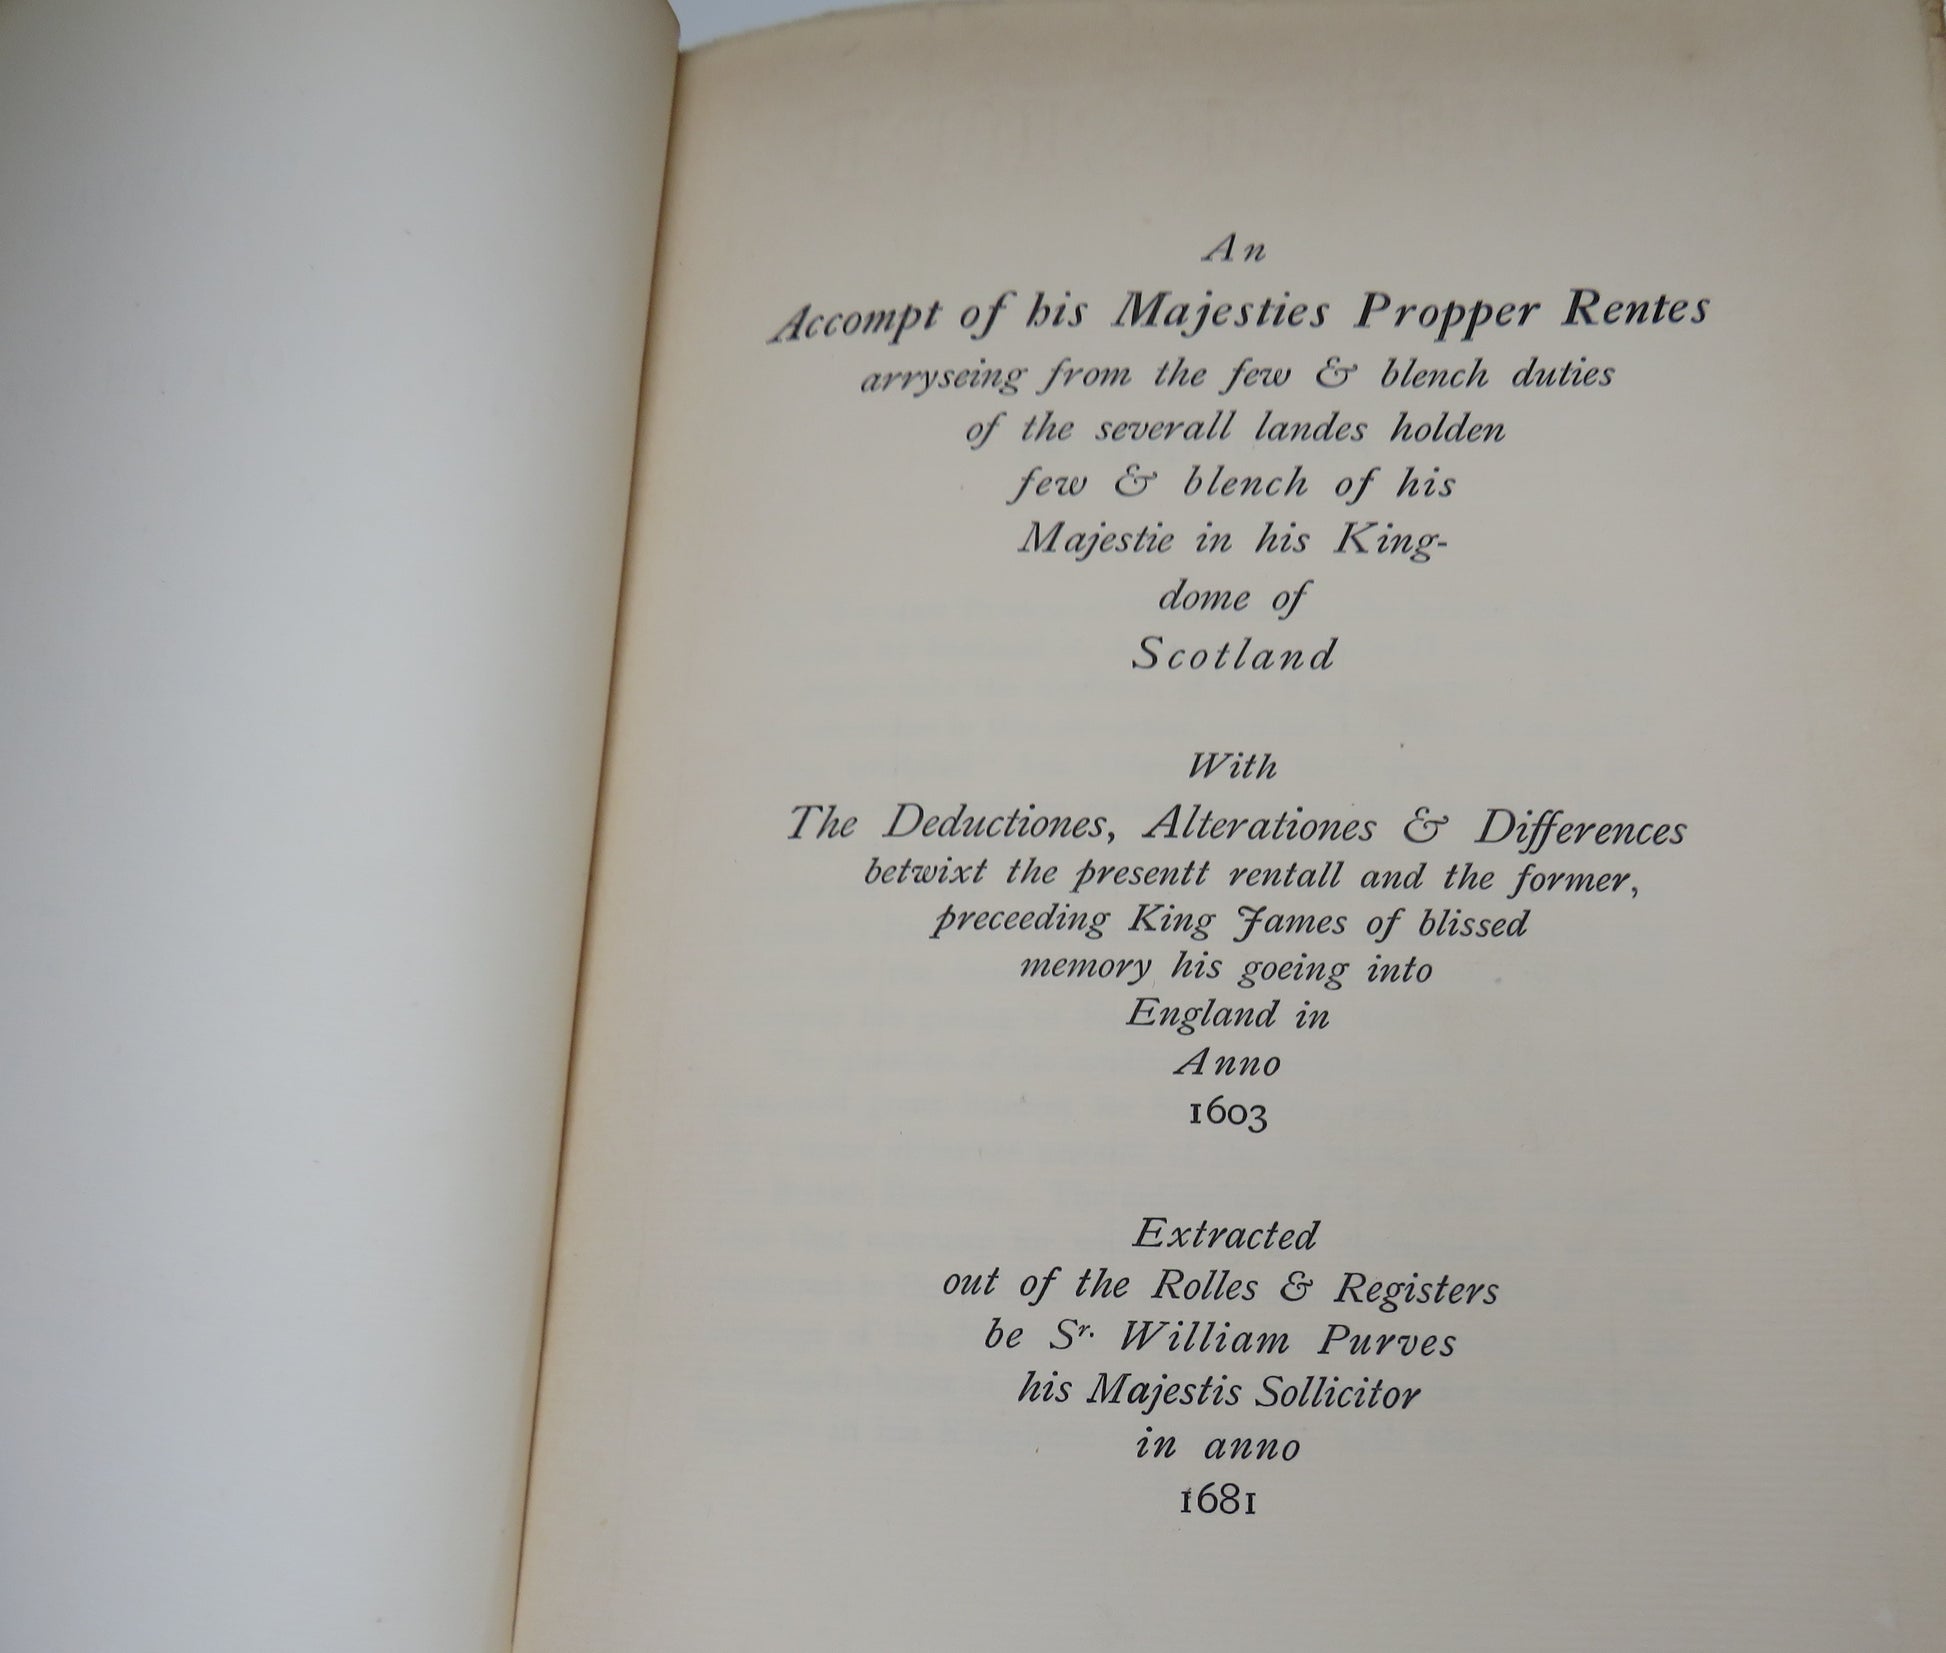 An
Accompt of his Majesties Propper Rentes
arryseing from the few & blench duties
of the severall landes holden
few & blench of his
Majestie in his King-
dome of
Scotland
With
The Deductiones, Alterationes & Differences
betwixt the presentt rentall and the former,
preceeding King James of blissed
memory his goeing into
England in
Anno
1603
Extracted
out of the Rolles & Registers
be Sr. William Purves
his Majestis Sollicitor
in anno
1681